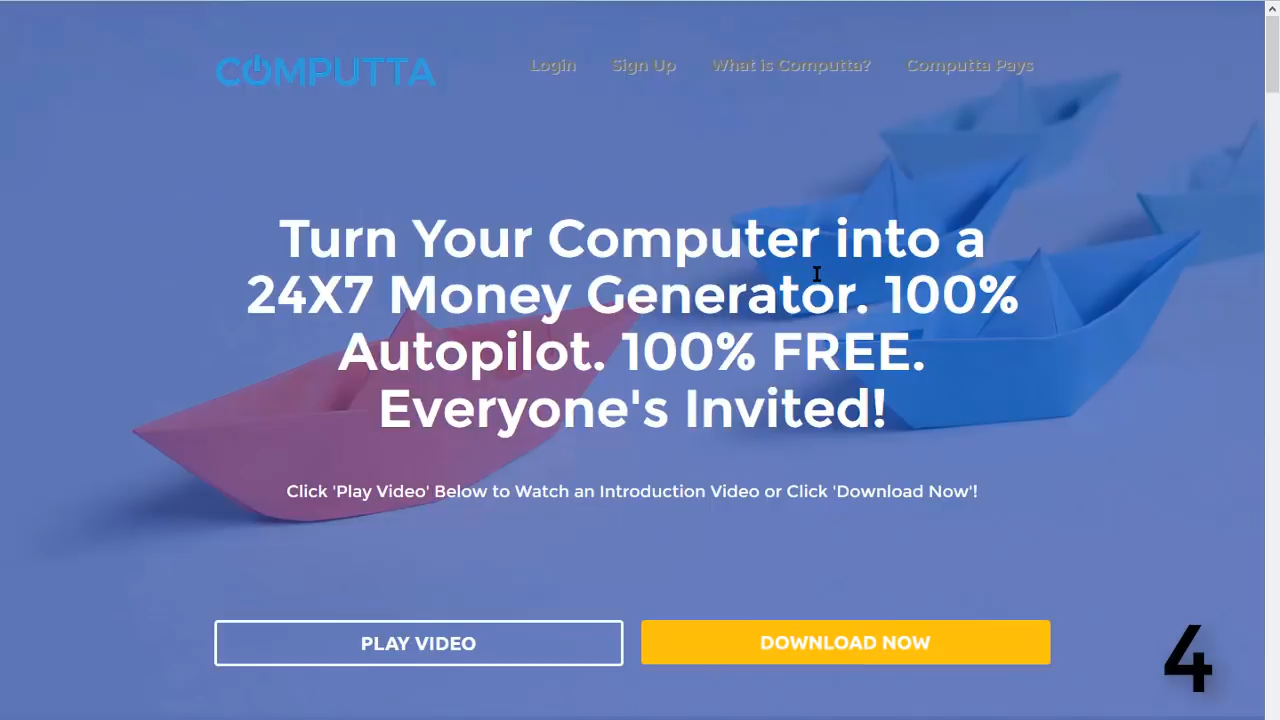 COMPUTTA
Login Sign Up What is Computta? Computta Pays
Turn Your Computer into a
24X7 Money Generator. 100%
Autopilot. 100% FREE.
Everyone's Invited!
Click 'Play Video' Below to Watch an Introduction Video or Click 'Download Now'!
PLAY VIDEO DOWNLOAD NOW
4